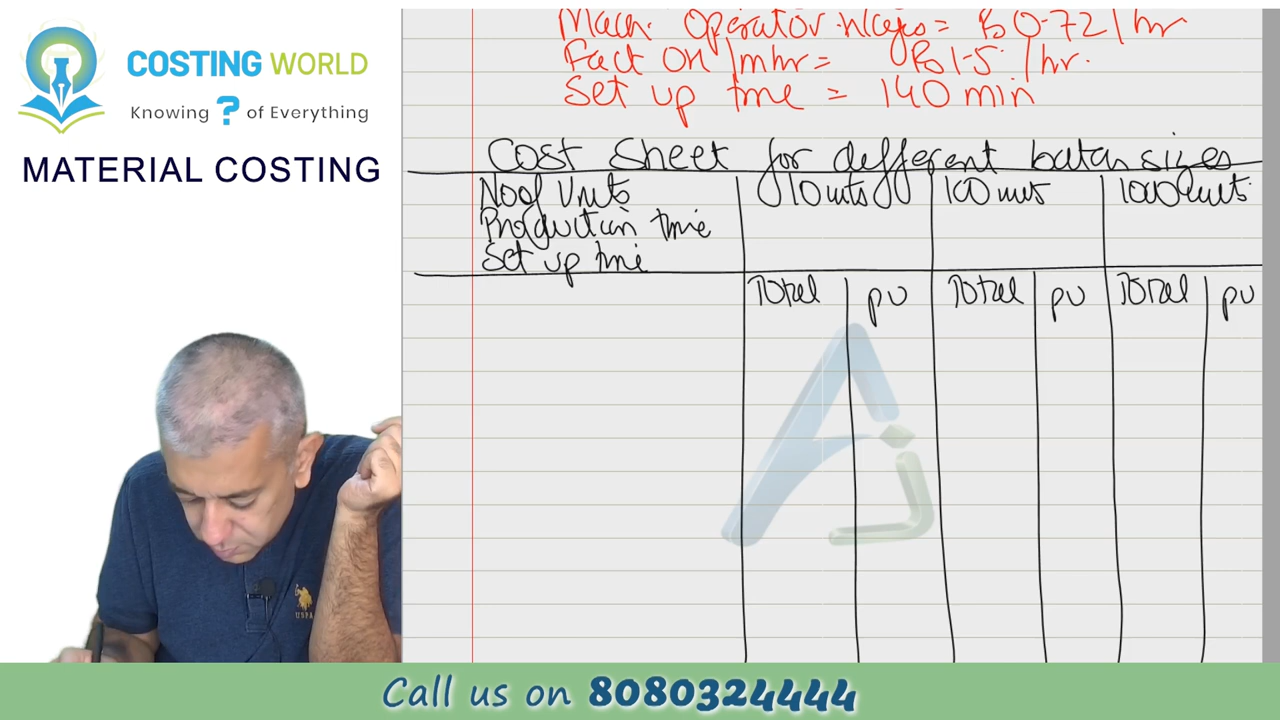 COSTING WORLD
Knowing ? of Everything
MATERIAL COSTING
Mach. Operator Wages = Rs 0.72 / hr
Fact OH / mhr = Rs 1.5 / hr.
Set up time = 140 min
Cost Sheet for different batch sizes
No of Units 10 units 100 units 1000 units
Production time
Set up time
Total pu Total pu Total pu
USPA
Call us on 8080324444